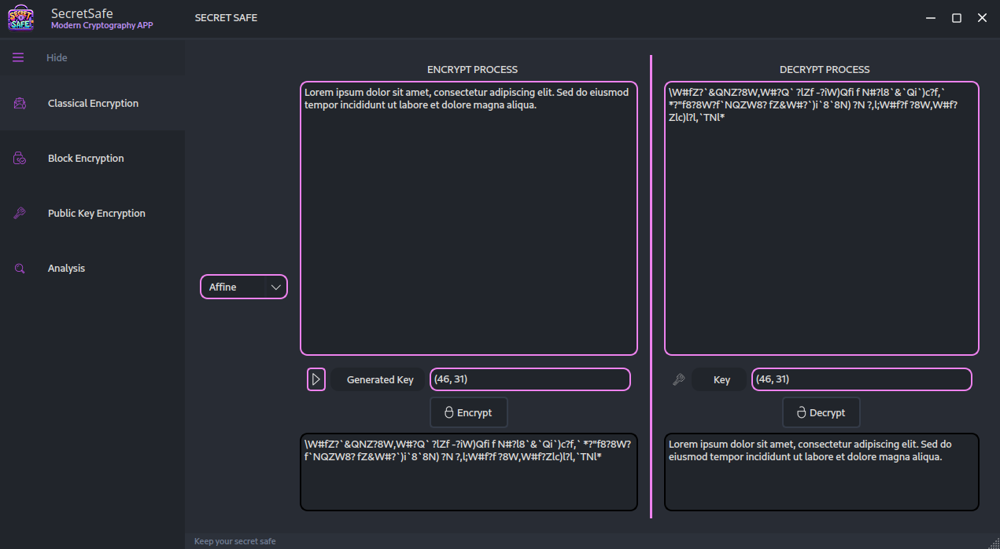 SECRET
SAFE!
SecretSafe
Modern Cryptography APP
SECRET SAFE
Hide
Classical Encryption
Block Encryption
Public Key Encryption
Analysis
Affine
ENCRYPT PROCESS
Lorem ipsum dolor sit amet, consectetur adipiscing elit. Sed do eiusmod
tempor incididunt ut labore et dolore magna aliqua.
Generated Key
(46, 31)
Encrypt
\W#fZ?`&QNZ?8W,W#?Q` ?lZf -?iW)Qfi f N#?l8`&`Qi`)c?f,` *?"f8?8W?
f`NQZW8? fZ&W#?`)i`8`8N) ?N ?,l;W#f?f ?8W,W#f?Zlc)l?l,`TNl*
DECRYPT PROCESS
\W#fZ?`&QNZ?8W,W#?Q` ?lZf -?iW)Qfi f N#?l8`&`Qi`)c?f,`
*?"f8?8W?f`NQZW8? fZ&W#?`)i`8`8N) ?N ?,l;W#f?f ?8W,W#f?
Zlc)l?l,`TNl*
Key
(46, 31)
Decrypt
Lorem ipsum dolor sit amet, consectetur adipiscing elit. Sed do
eiusmod tempor incididunt ut labore et dolore magna aliqua.
Keep your secret safe